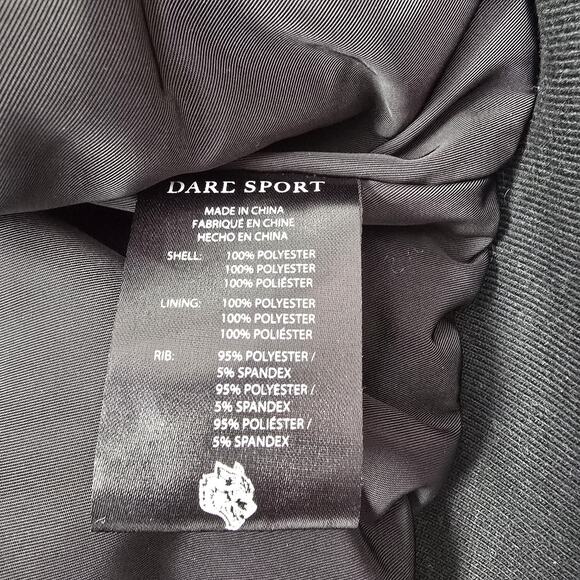 DARE SPORT
MADE IN CHINA
FABRIQUÉ EN CHINE
HECHO EN CHINA
SHELL: 100% POLYESTER
100% POLYESTER
100% POLIÉSTER
LINING: 100% POLYESTER
100% POLYESTER
100% POLIÉSTER
RIB: 95% POLYESTER /
5% SPANDEX
95% POLYESTER /
5% SPANDEX
95% POLIÉSTER /
5% SPANDEX